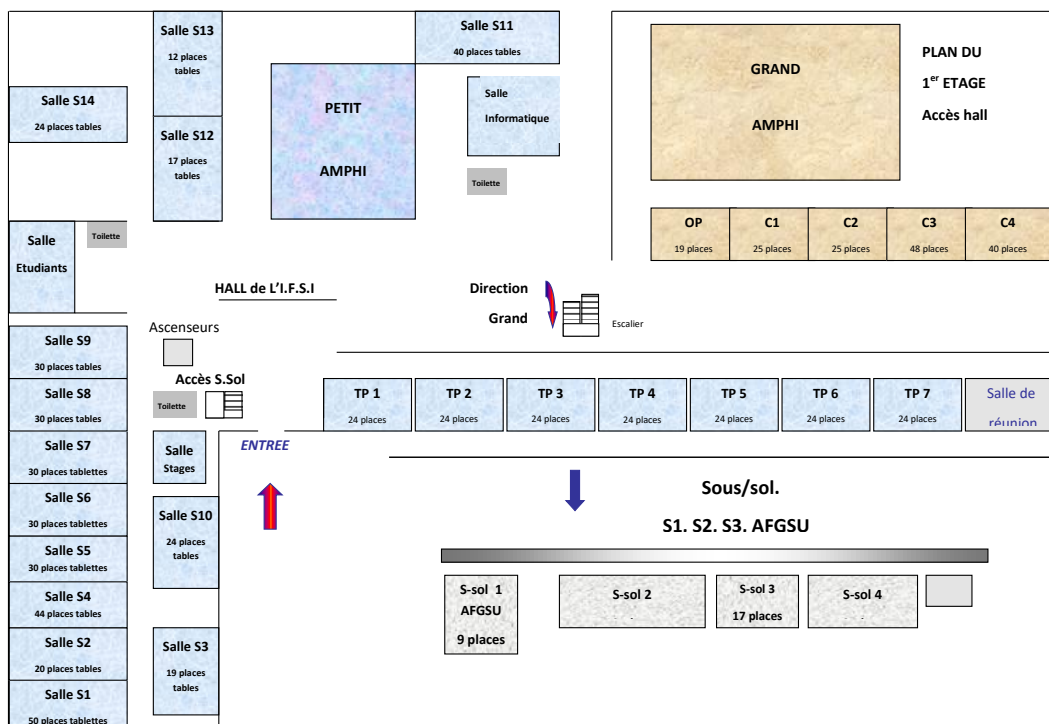 Salle S13
12 places
tables
Salle S11
40 places tables
GRAND
AMPHI
PLAN DU
1er ETAGE
Accès hall
Salle S14
24 places tables
PETIT
AMPHI
Salle
Informatique
Salle S12
17 places
tables
Toilette
OP
19 places
C1
25 places
C2
25 places
C3
48 places
C4
40 places
Salle
Etudiants
Toilette
HALL de L'I.F.S.I
Direction
Grand
Escalier
Ascenseurs
Salle S9
30 places tables
Accès S.Sol
Salle S8
30 places tables
Toilette
TP 1
24 places
TP 2
24 places
TP 3
24 places
TP 4
24 places
TP 5
24 places
TP 6
24 places
TP 7
24 places
Salle de
réunion
Salle S7
30 places tablettes
Salle
Stages
ENTREE
Salle S6
30 places tablettes
Salle S10
24 places
tables
Sous/sol.
S1. S2. S3. AFGSU
Salle S5
30 places tablettes
Salle S4
44 places tables
S-sol 1
AFGSU
9 places
S-sol 2
S-sol 3
17 places
S-sol 4
Salle S2
20 places tables
Salle S3
19 places
tables
Salle S1
50 places tablettes